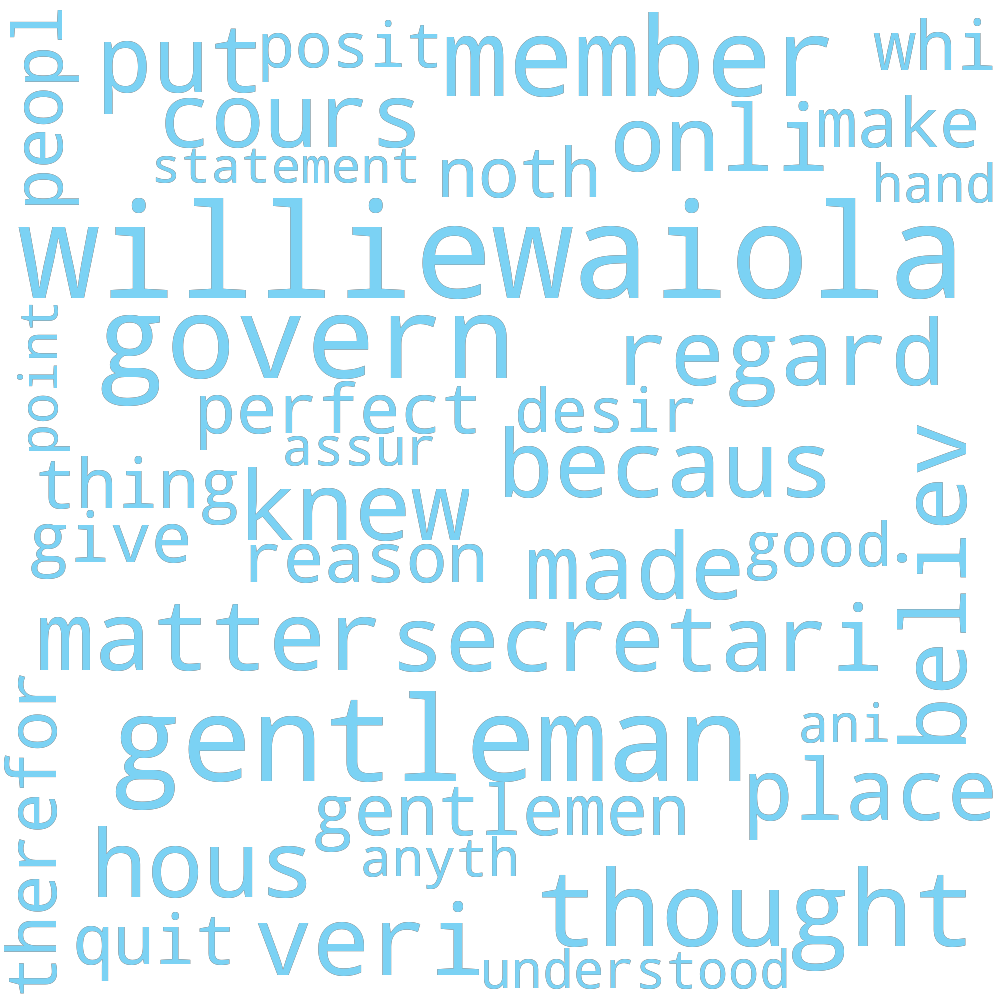 peopl
put
posit
member
whi
cours
onli
make
statement
noth
hand
williewaiola
point
govern
regard
perfect
desir
assur
becaus
believ
thing
knew
give
reason
made
good.
matter
secretari
therefor
gentleman
ani
place
gentlemen
hous
anyth
thought
quit
veri
understood